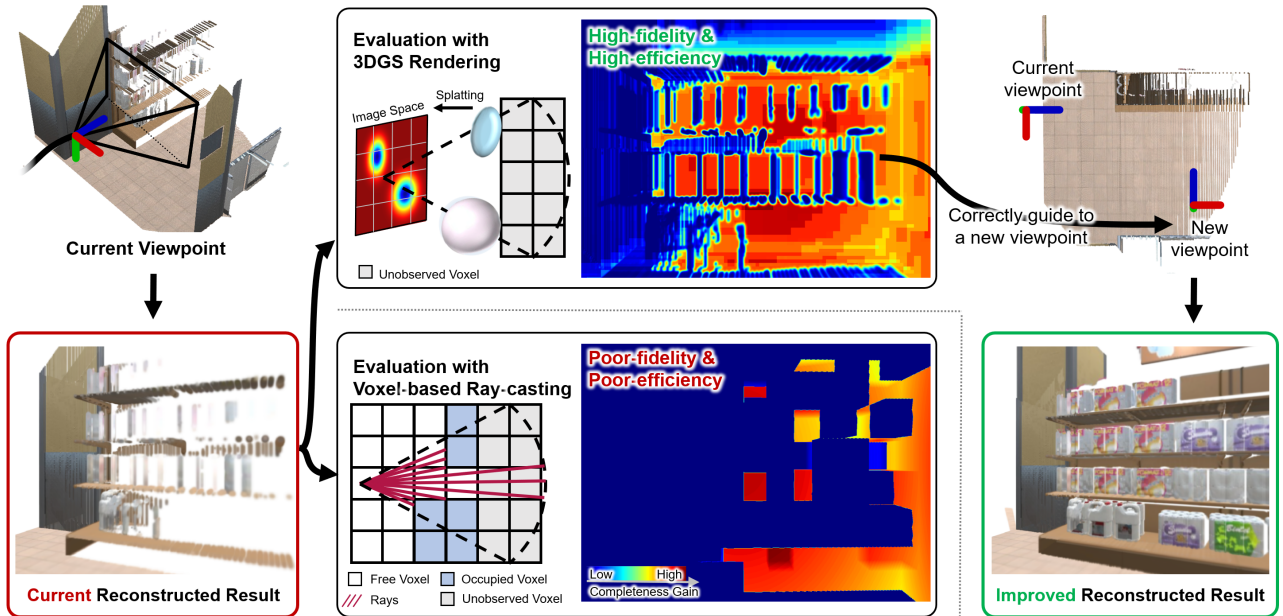 Current Viewpoint
Current Reconstructed Result
Evaluation with
3DGS Rendering
Splatting
Image Space
Unobserved Voxel
High-fidelity &
High-efficiency
Evaluation with
Voxel-based Ray-casting
Free Voxel
Occupied Voxel
Rays
Unobserved Voxel
Poor-fidelity &
Poor-efficiency
Low
High
Completeness Gain
Current
viewpoint
Correctly guide to
a new viewpoint
New
viewpoint
Improved Reconstructed Result